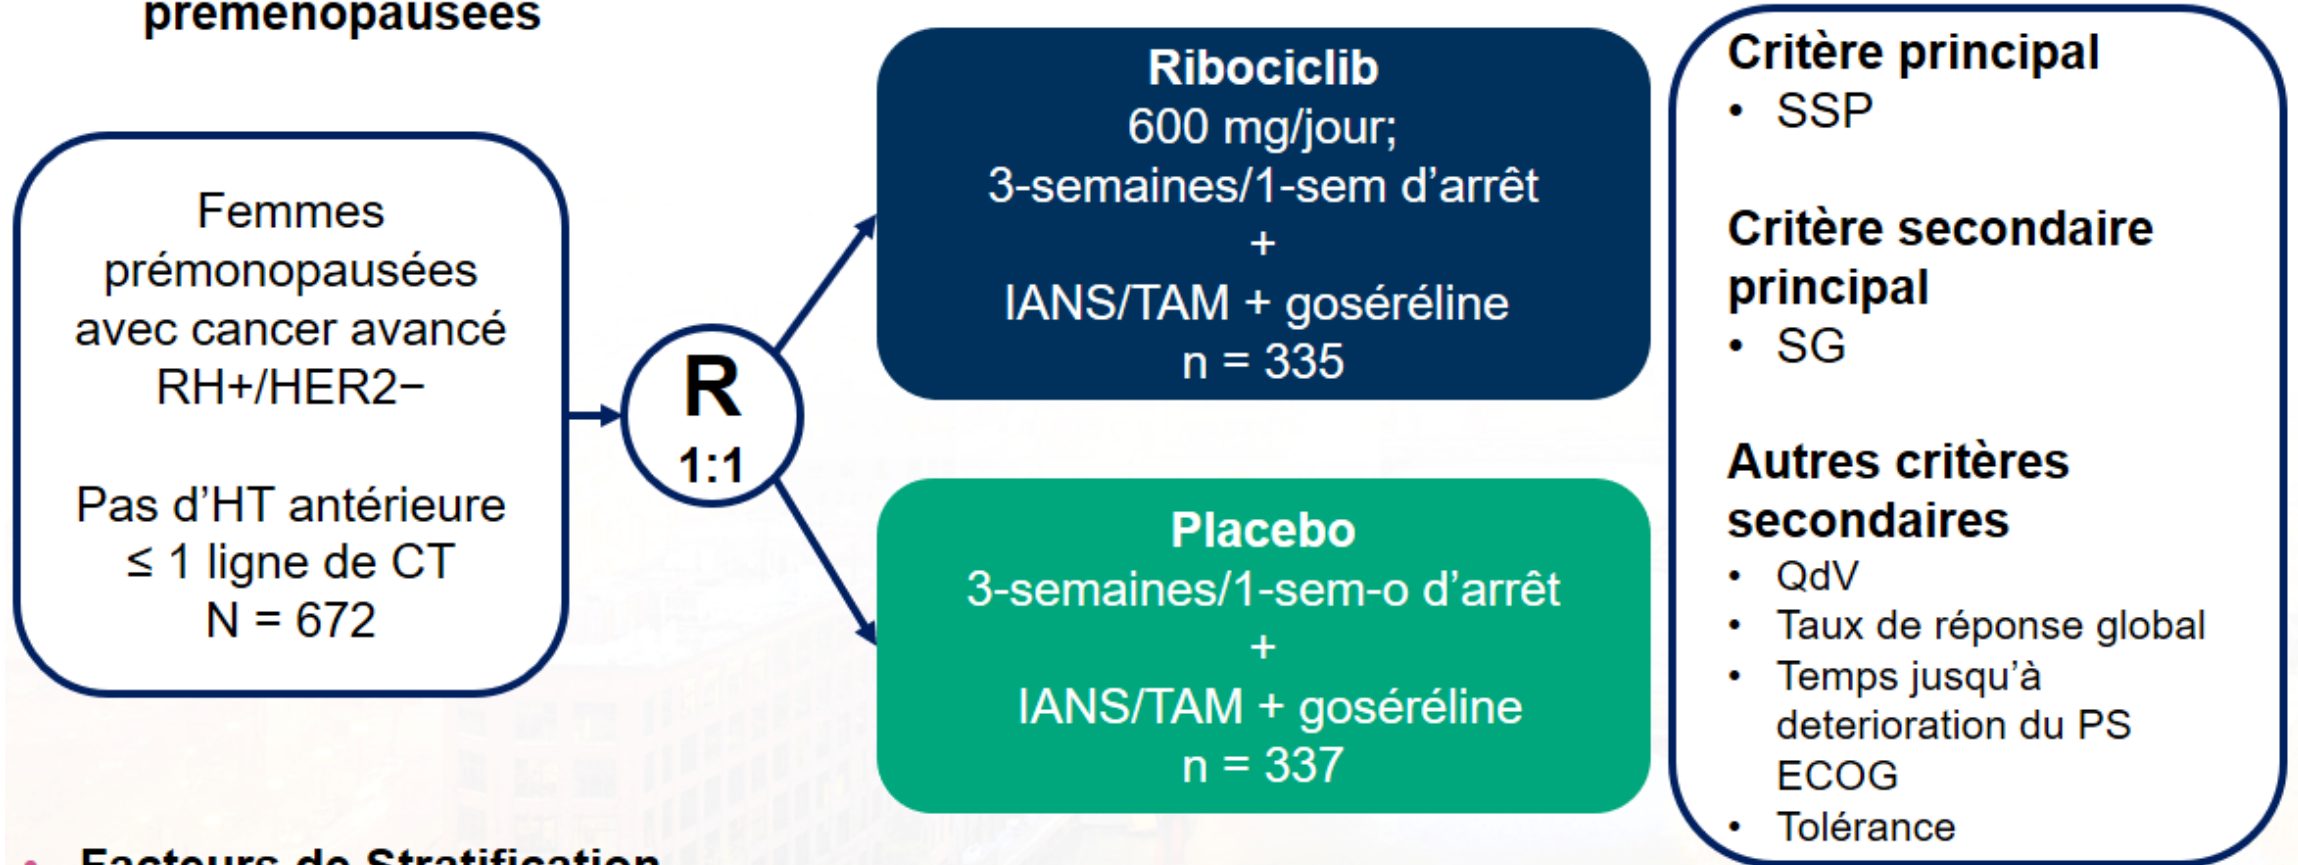 prémenopausées
Femmes
prémonopausées
avec cancer avancé
RH+/HER2−
Pas d’HT antérieure
≤ 1 ligne de CT
N = 672
R
1:1
Ribociclib
600 mg/jour;
3-semaines/1-sem d’arrêt
+
IANS/TAM + goséréline
n = 335
Placebo
3-semaines/1-sem-o d’arrêt
+
IANS/TAM + goséréline
n = 337
Critère principal
• SSP
Critère secondaire
principal
• SG
Autres critères
secondaires
• QdV
• Taux de réponse global
• Temps jusqu’à
deterioration du PS
ECOG
• Tolérance
• Facteurs de Stratification